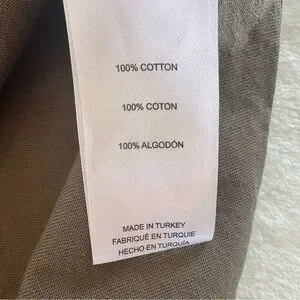 100% COTTON
100% COTON
100% ALGODÓN
MADE IN TURKEY
FABRIQUÉ EN TURQUIE
HECHO EN TURQUÍA